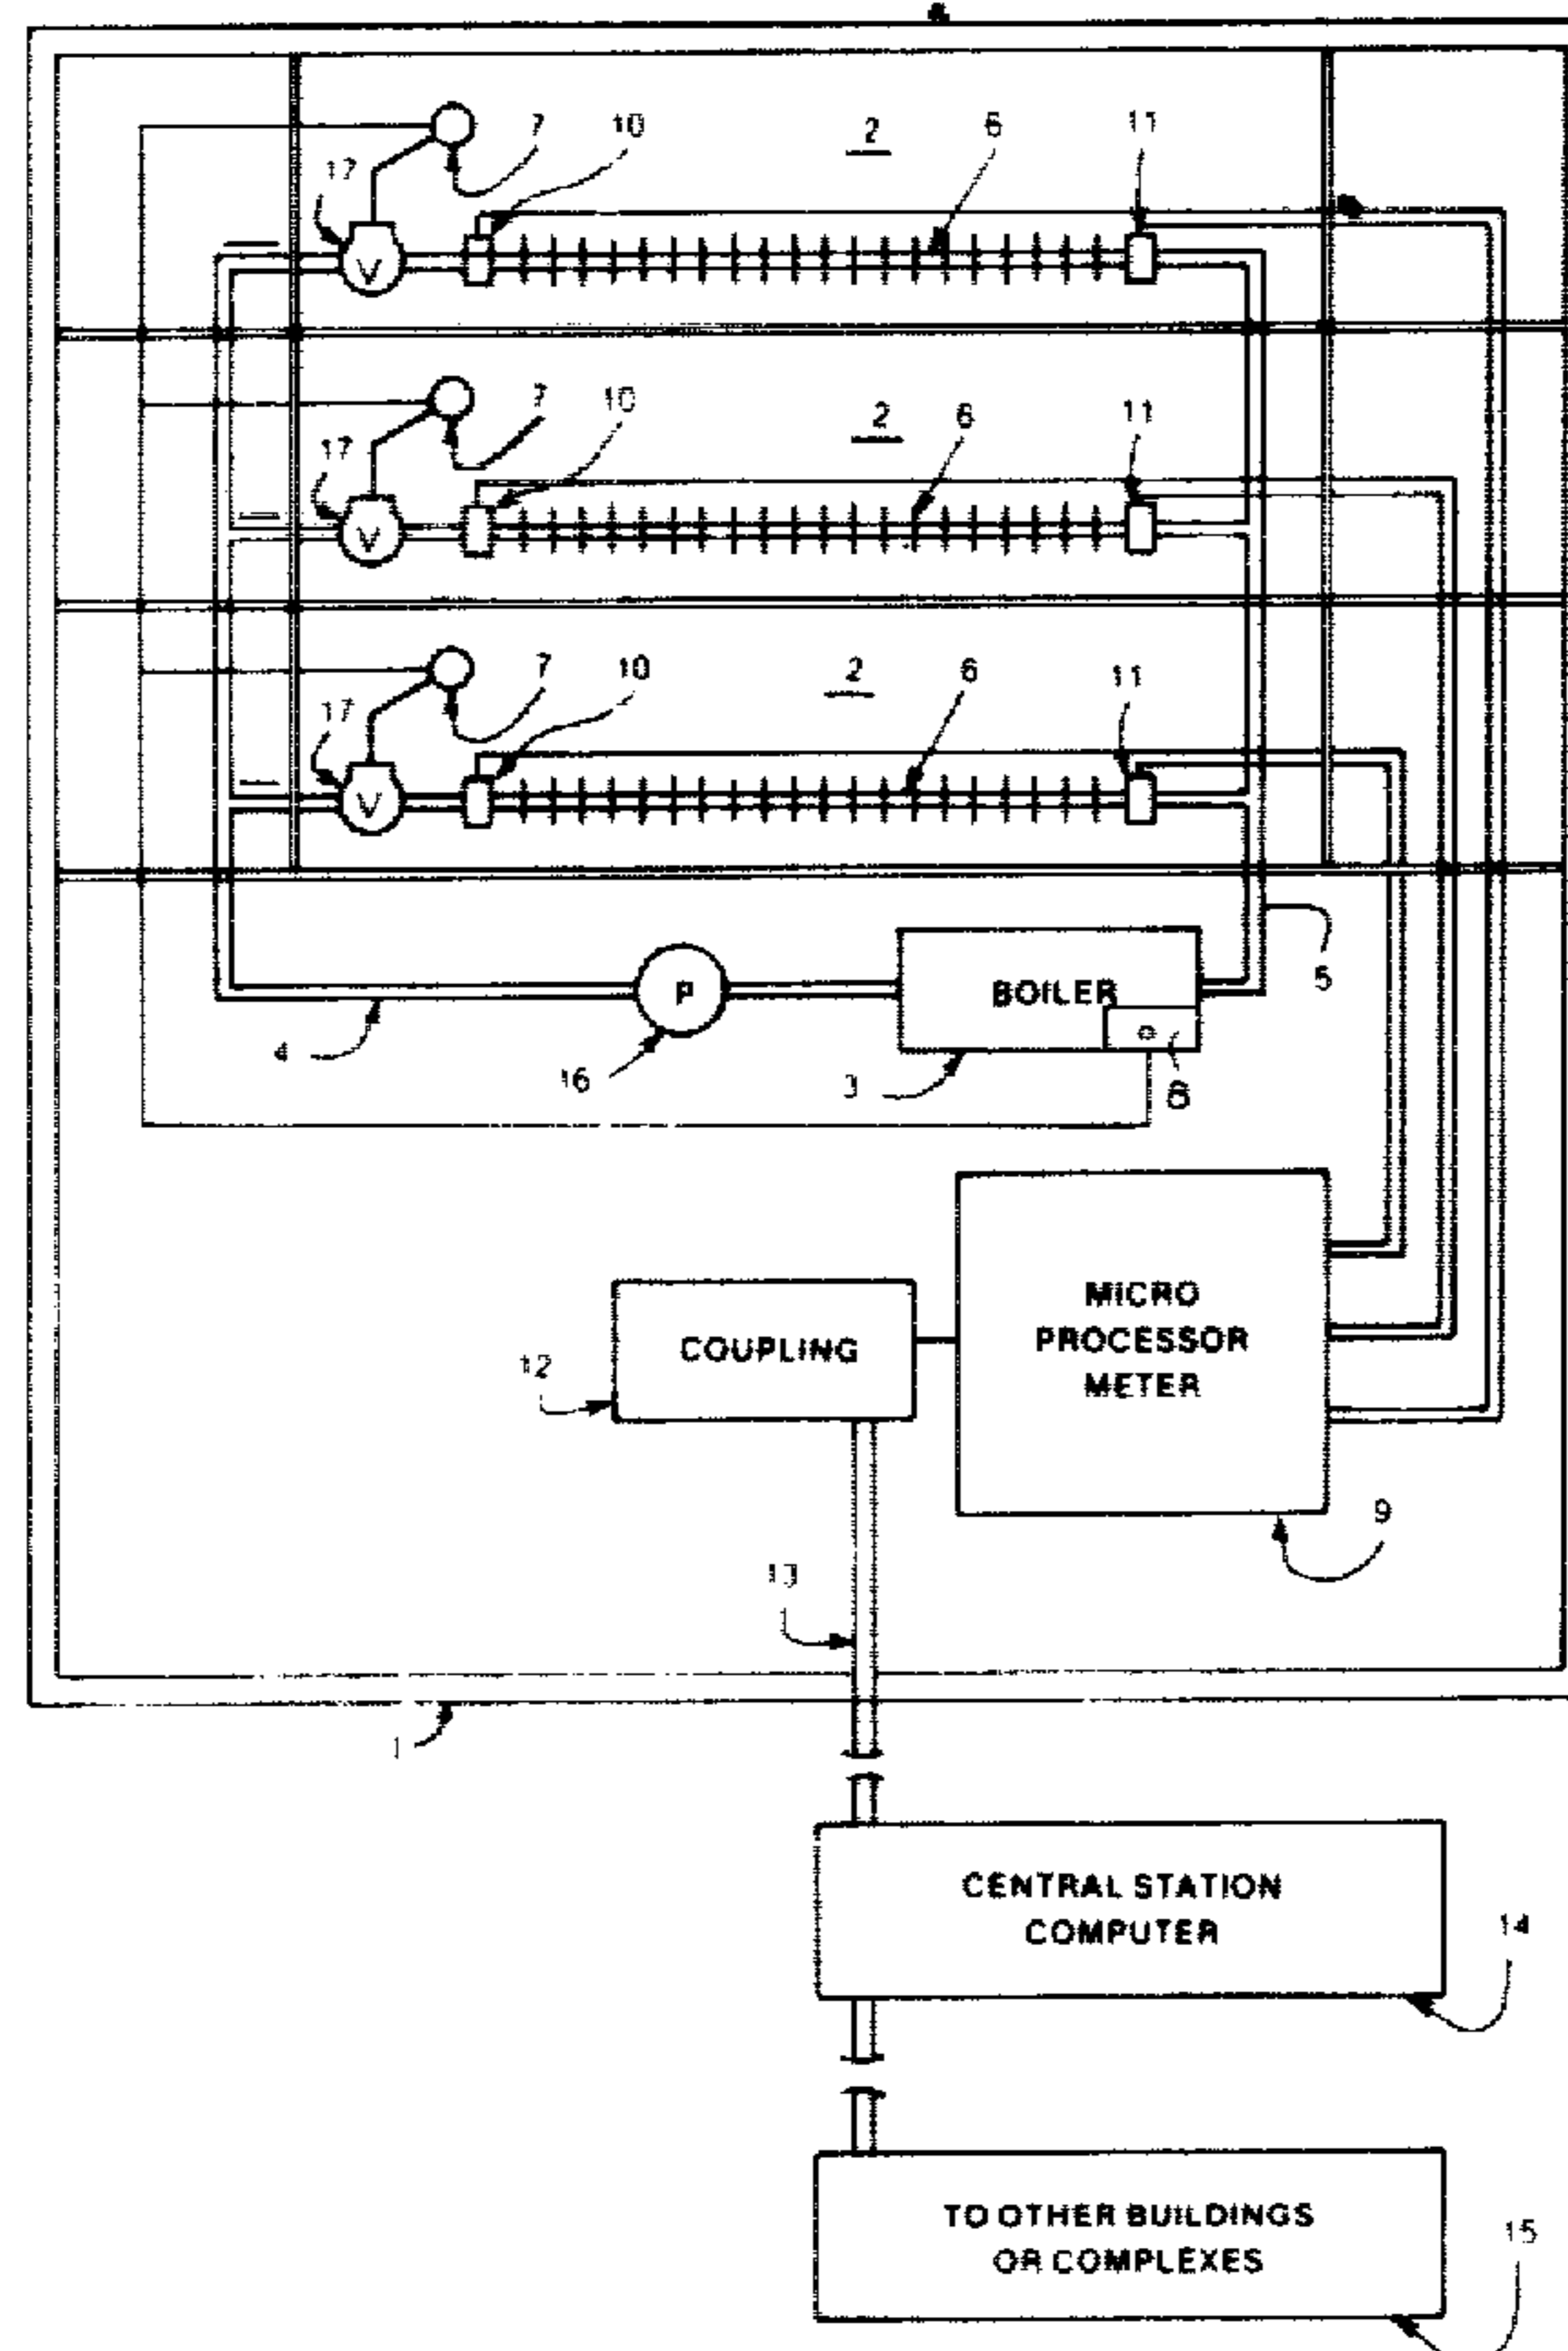 7 10 2 6 11
17
V
7 10 2 6 11
17
V
7 10 2 6 11
17
V
P
BOILER
5
4
16
3
8
MICRO
PROCESSOR
METER
COUPLING
12
9
13
1
CENTRAL STATION
COMPUTER
14
TO OTHER BUILDINGS
OR COMPLEXES
15